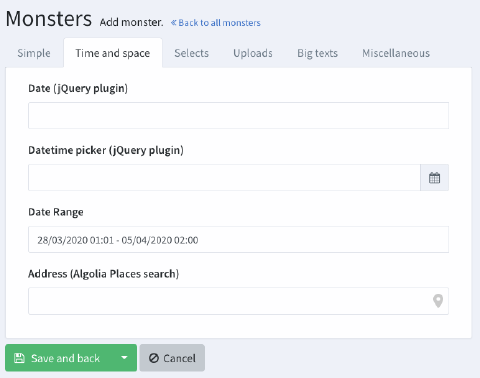 Monsters Add monster. « Back to all monsters
Simple Time and space Selects Uploads Big texts Miscellaneous
Date (jQuery plugin)
Datetime picker (jQuery plugin)
Date Range
28/03/2020 01:01 - 05/04/2020 02:00
Address (Algolia Places search)
Save and back Cancel